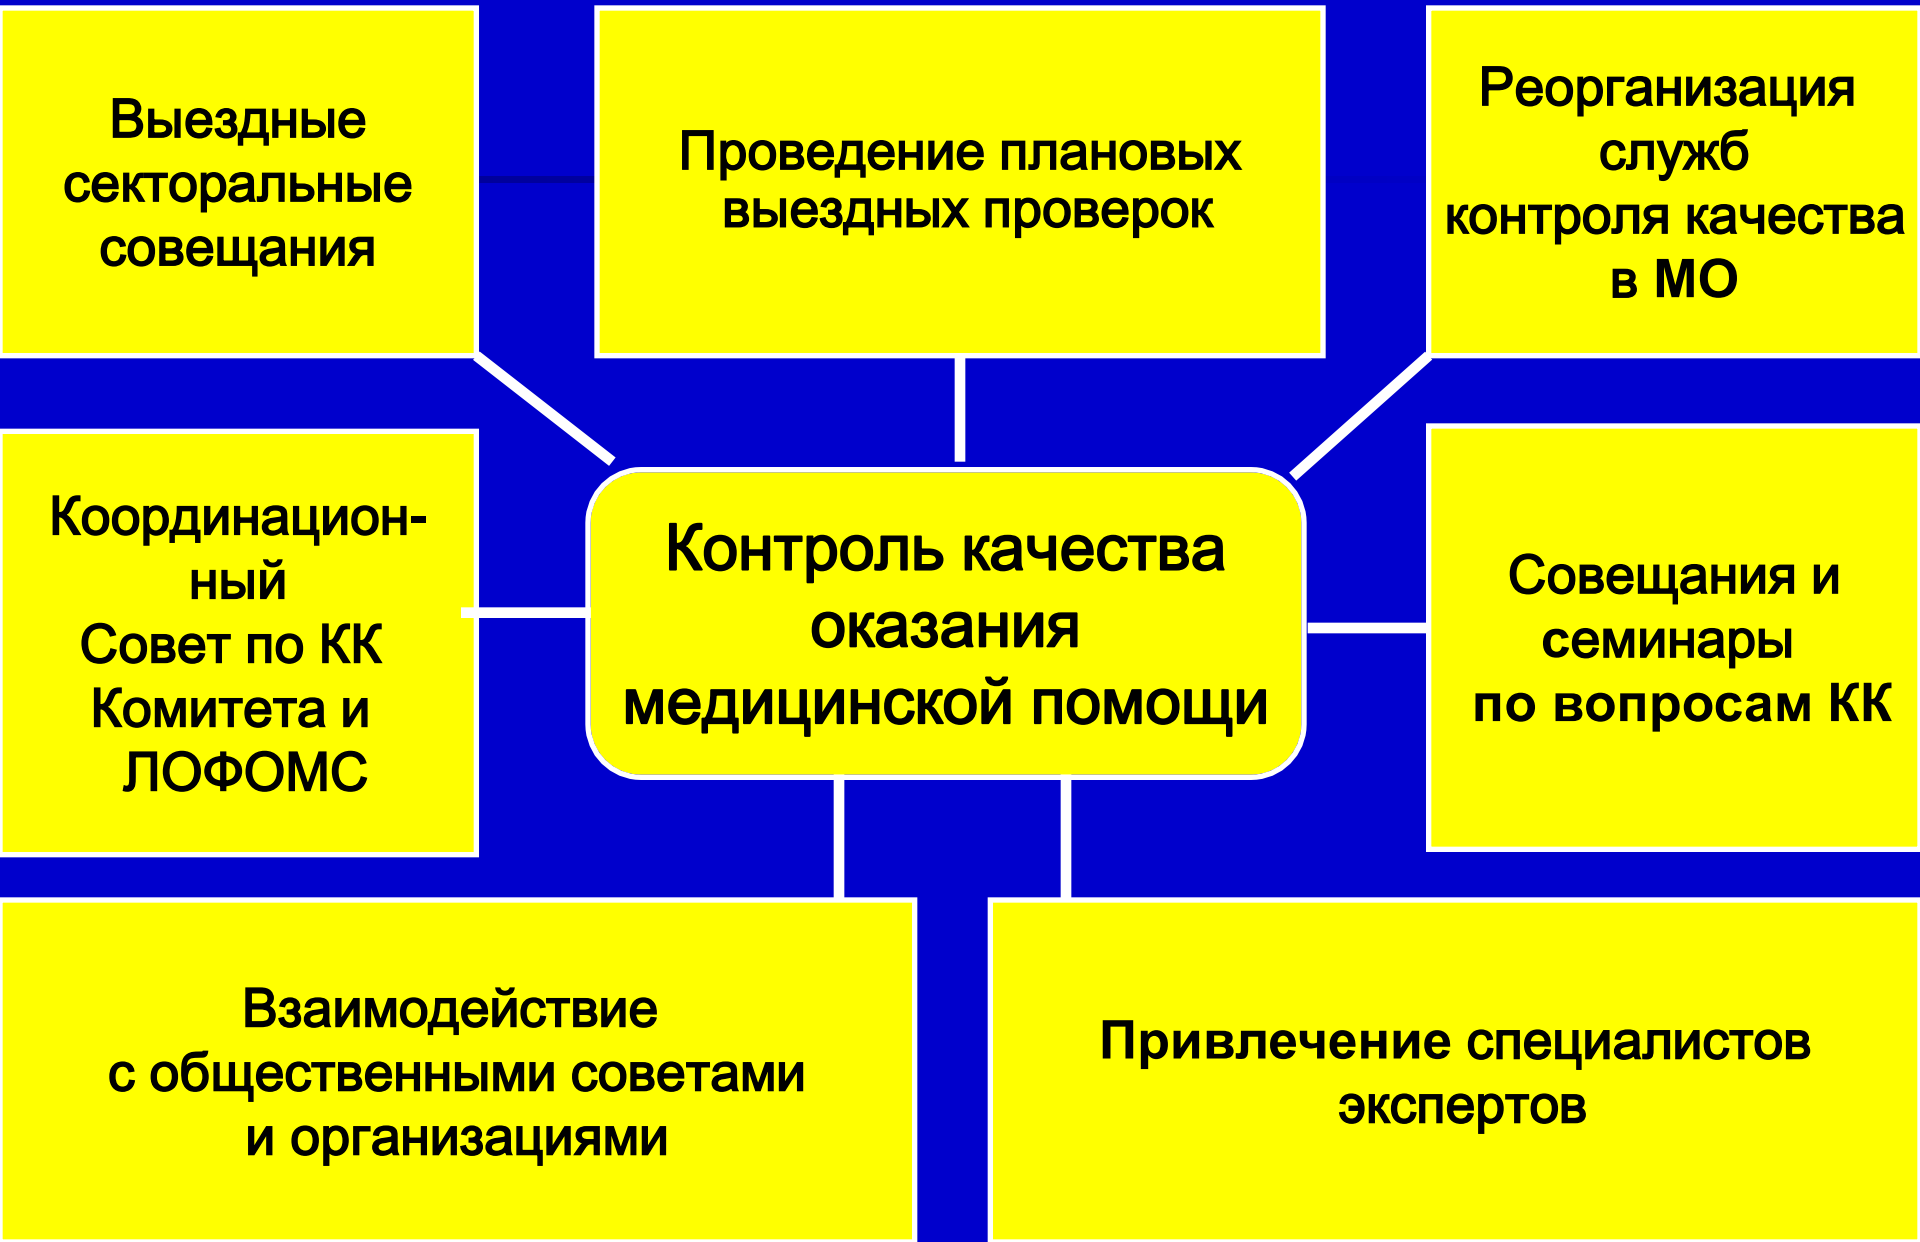 Выездные
секторальные
совещания
Проведение плановых
выездных проверок
Реорганизация
служб
контроля качества
в МО
Координацион-
ный
Совет по КК
Комитета и
ЛОФОМС
Контроль качества
оказания
медицинской помощи
Совещания и
семинары
по вопросам КК
Взаимодействие
с общественными советами
и организациями
Привлечение специалистов
экспертов